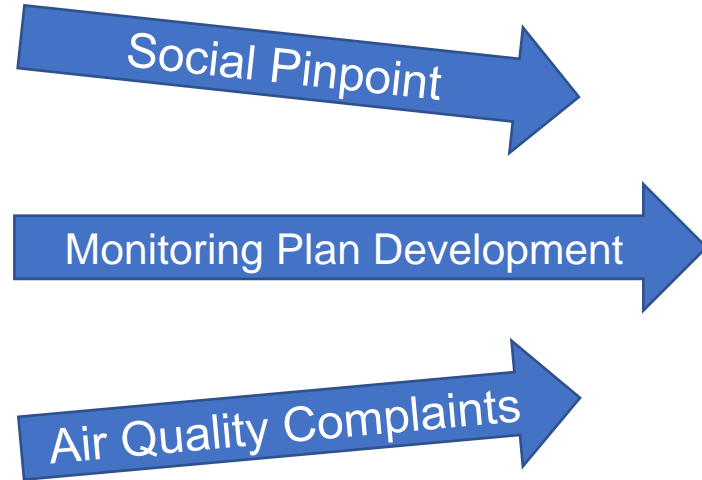 Social Pinpoint
Monitoring Plan Development
Air Quality Complaints